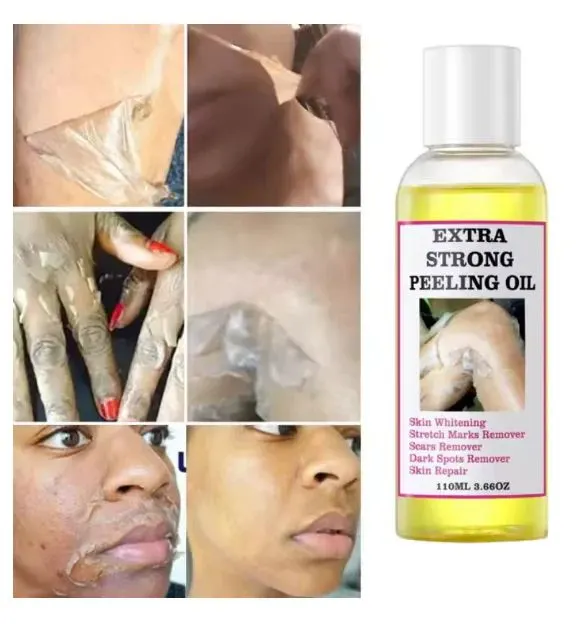 EXTRA
STRONG
PEELING OIL
Skin Whitening
Stretch Marks Remover
Scars Remover
Dark Spots Remover
Skin Repair
110ML 3.66OZ